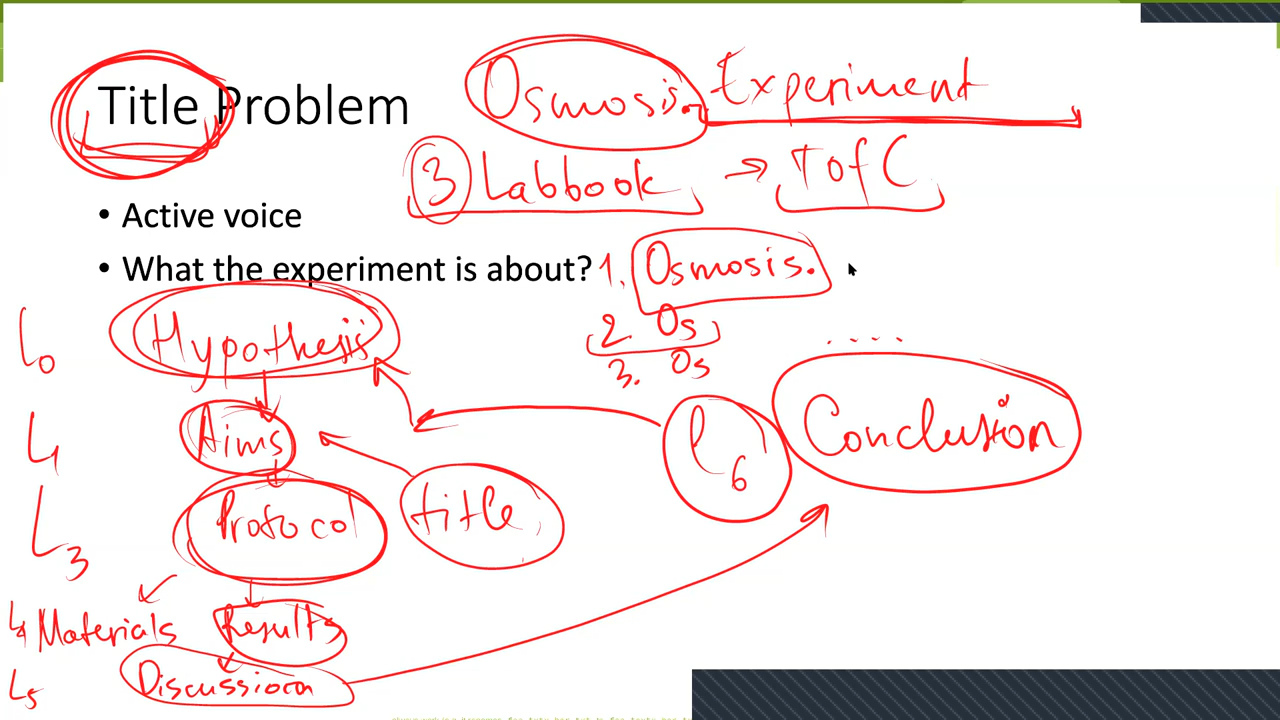 Title Problem
Osmosis. Experiment
3 Labbook → T of C
• Active voice
• What the experiment is about?
1. Osmosis.
2. Os
3. Os
....
L0 Hypothesis
L1 Aims
L3 Protocol
title
L6 Conclusion
L4 Materials Results
L5 Discussion